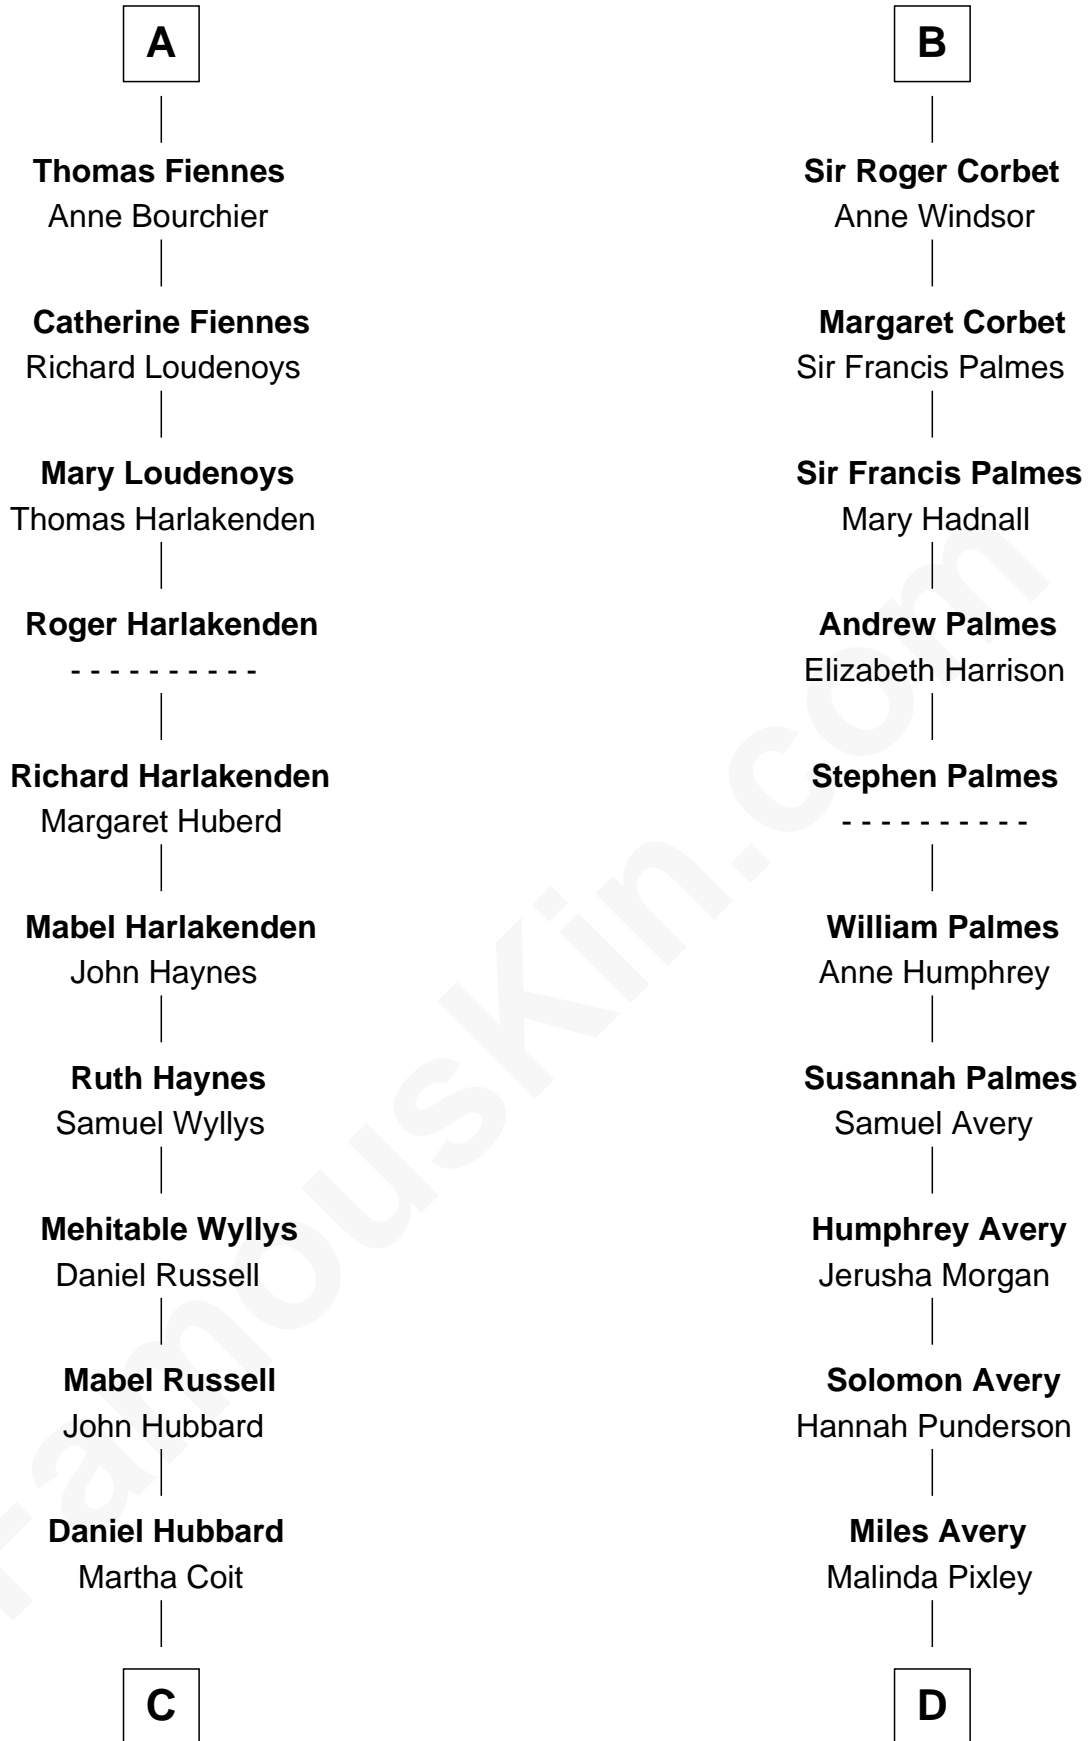 A
Thomas Fiennes
Anne Bourchier
Catherine Fiennes
Richard Loudenoys
Mary Loudenoys
Thomas Harlakenden
Roger Harlakenden
- - - - - - - - - -
Richard Harlakenden
Margaret Huberd
Mabel Harlakenden
John Haynes
Ruth Haynes
Samuel Wyllys
Mehitable Wyllys
Daniel Russell
Mabel Russell
John Hubbard
Daniel Hubbard
Martha Coit
C
B
Sir Roger Corbet
Anne Windsor
Margaret Corbet
Sir Francis Palmes
Sir Francis Palmes
Mary Hadnall
Andrew Palmes
Elizabeth Harrison
Stephen Palmes
- - - - - - - - - -
William Palmes
Anne Humphrey
Susannah Palmes
Samuel Avery
Humphrey Avery
Jerusha Morgan
Solomon Avery
Hannah Punderson
Miles Avery
Malinda Pixley
D
FamousKin.com